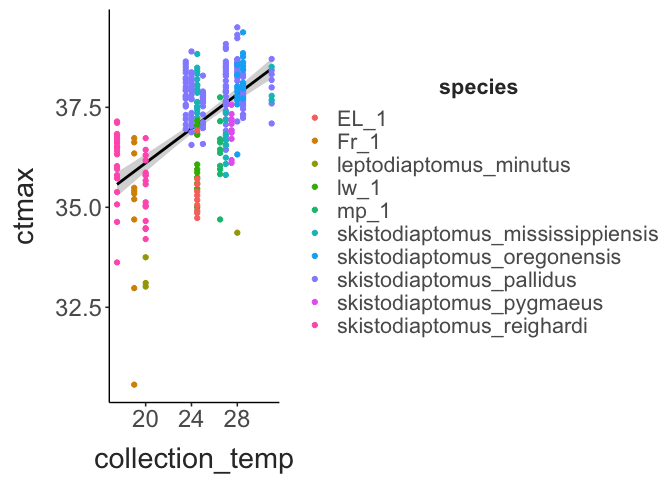 ctmax
37.5
35.0
32.5
20
24
28
collection_temp
species
EL_1
Fr_1
leptodiaptomus_minutus
lw_1
mp_1
skistodiaptomus_mississippiensis
skistodiaptomus_oregonensis
skistodiaptomus_pallidus
skistodiaptomus_pygmaeus
skistodiaptomus_reighardi